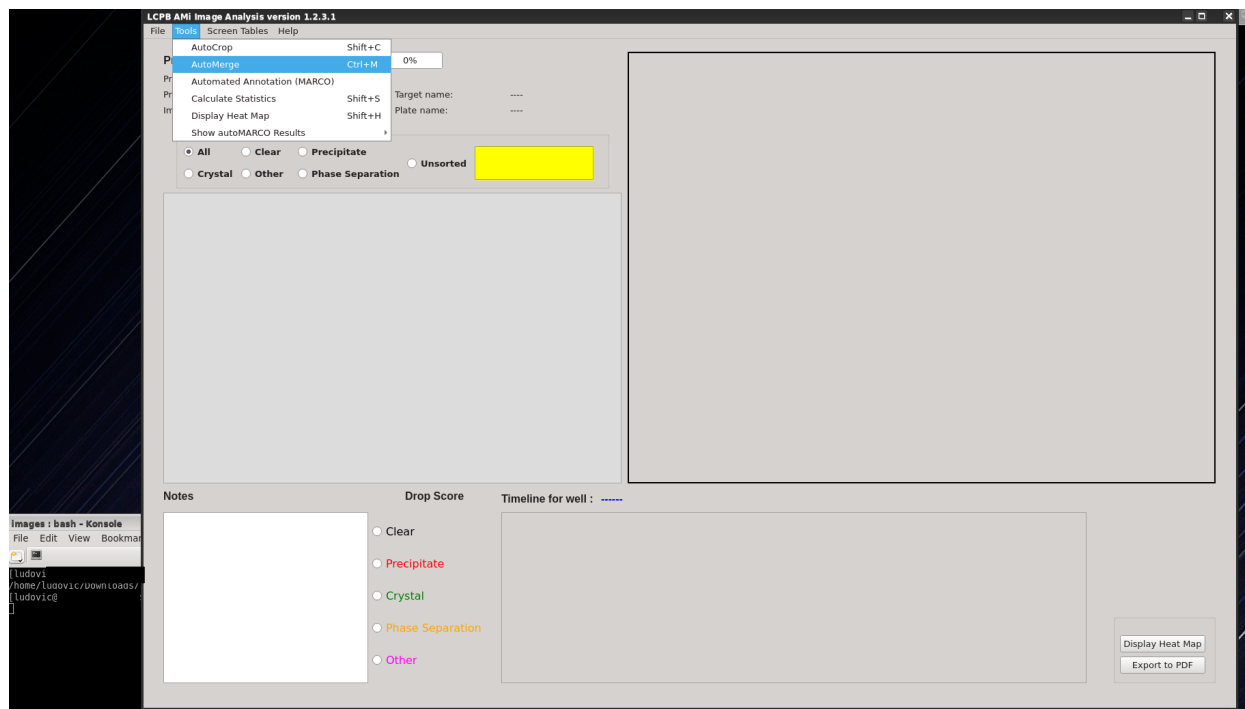 LCPB AMi Image Analysis version 1.2.3.1
File Tools Screen Tables Help
AutoCrop Shift+C
AutoMerge Ctrl+M
Automated Annotation (MARCO)
Calculate Statistics Shift+S
Display Heat Map Shift+H
Show autoMARCO Results
0%
Target name: ----
Plate name: ----
All Clear Precipitate
Unsorted
Crystal Other Phase Separation
Notes Drop Score Timeline for well : ------
Clear
Precipitate
Crystal
Phase Separation
Other
Display Heat Map
Export to PDF
images : bash - Konsole
File Edit View
[ludovi
/home/ludovic/Downloads/
[ludovic@